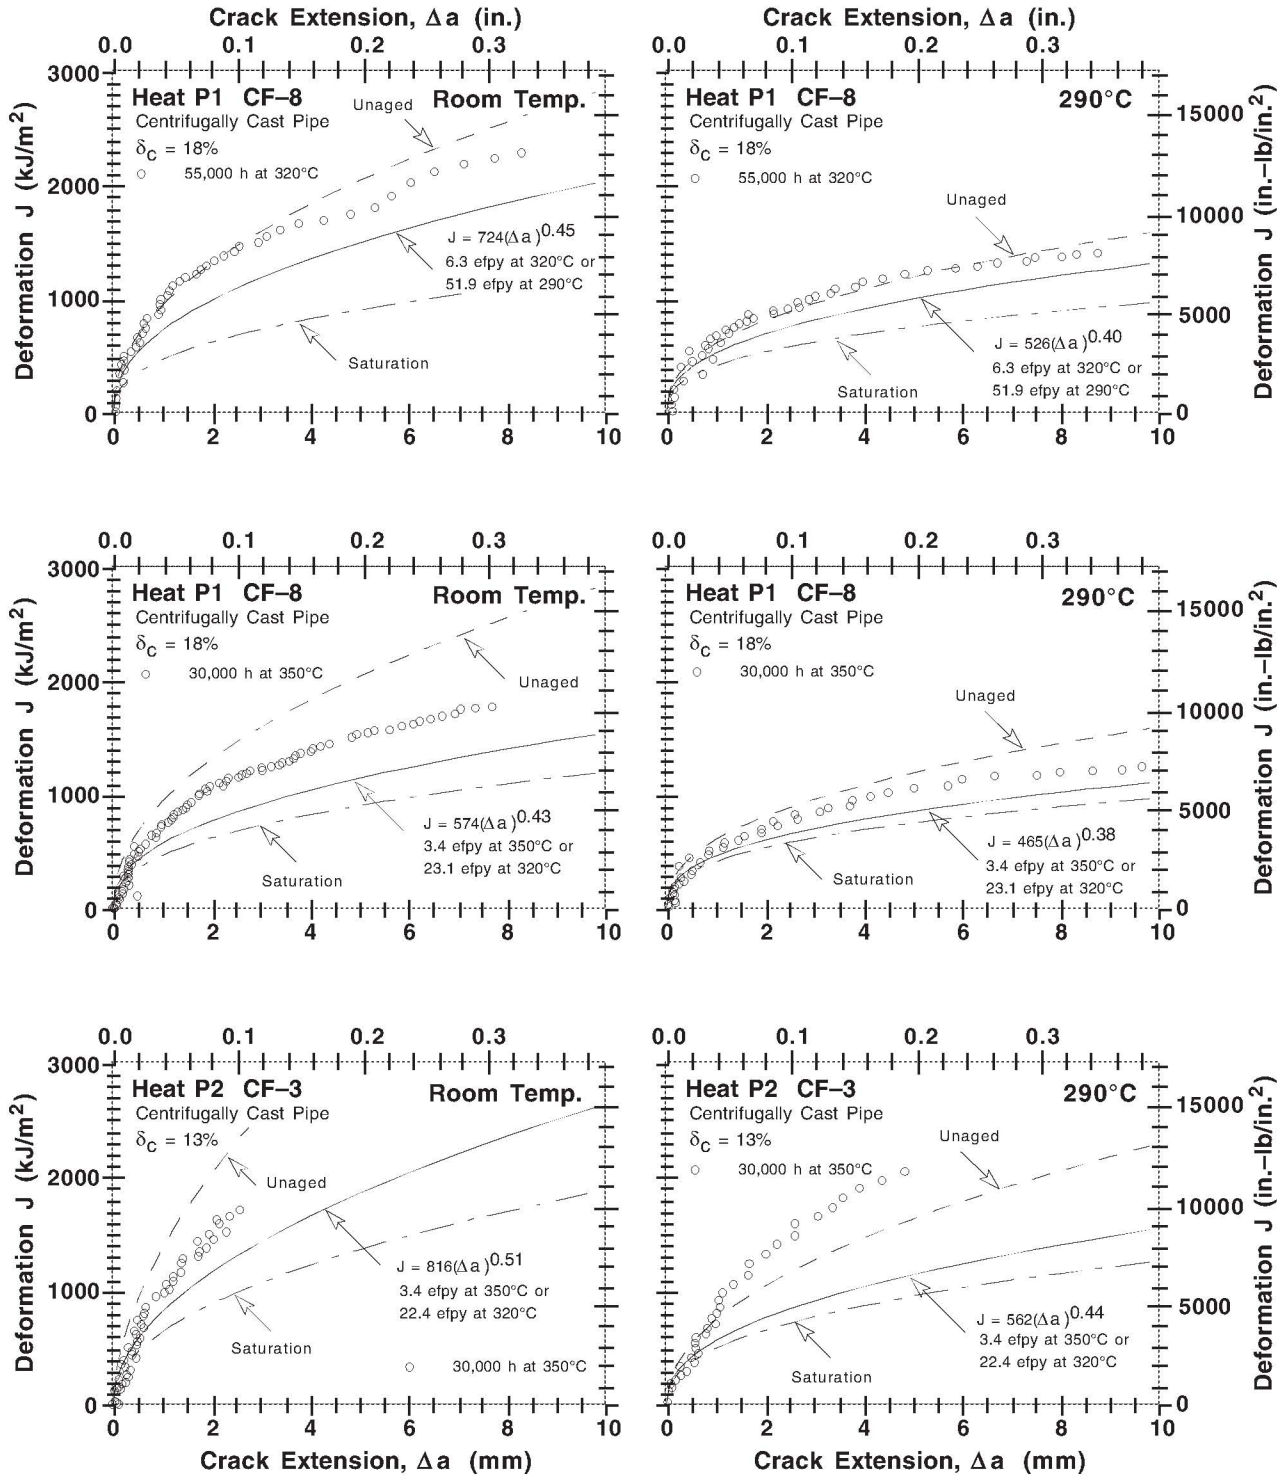 Crack Extension, Δa (in.)
Crack Extension, Δa (in.)
0.0 0.1 0.2 0.3
0.0 0.1 0.2 0.3
Deformation J (kJ/m²)
3000
2000
1000
0
Heat P1 CF–8
Room Temp.
Centrifugally Cast Pipe
δC = 18%
55,000 h at 320°C
Unaged
J = 724(Δa)0.45
6.3 efpy at 320°C or
51.9 efpy at 290°C
Saturation
0 2 4 6 8 10
Heat P1 CF–8
290°C
Centrifugally Cast Pipe
δC = 18%
55,000 h at 320°C
Unaged
J = 526(Δa)0.40
6.3 efpy at 320°C or
51.9 efpy at 290°C
Saturation
15000
10000
5000
0
Deformation J (in.–lb/in.²)
0 2 4 6 8 10
0.0 0.1 0.2 0.3
0.0 0.1 0.2 0.3
Deformation J (kJ/m²)
3000
2000
1000
0
Heat P1 CF–8
Room Temp.
Centrifugally Cast Pipe
δC = 18%
30,000 h at 350°C
Unaged
J = 574(Δa)0.43
3.4 efpy at 350°C or
23.1 efpy at 320°C
Saturation
0 2 4 6 8 10
Heat P1 CF–8
290°C
Centrifugally Cast Pipe
δC = 18%
30,000 h at 350°C
Unaged
J = 465(Δa)0.38
3.4 efpy at 350°C or
23.1 efpy at 320°C
Saturation
15000
10000
5000
0
Deformation J (in.–lb/in.²)
0 2 4 6 8 10
0.0 0.1 0.2 0.3
0.0 0.1 0.2 0.3
Deformation J (kJ/m²)
3000
2000
1000
0
Heat P2 CF–3
Room Temp.
Centrifugally Cast Pipe
δC = 13%
Unaged
J = 816(Δa)0.51
3.4 efpy at 350°C or
22.4 efpy at 320°C
Saturation
30,000 h at 350°C
0 2 4 6 8 10
Crack Extension, Δa (mm)
Heat P2 CF–3
290°C
Centrifugally Cast Pipe
δC = 13%
30,000 h at 350°C
Unaged
J = 562(Δa)0.44
3.4 efpy at 350°C or
22.4 efpy at 320°C
Saturation
15000
10000
5000
0
Deformation J (in.–lb/in.²)
0 2 4 6 8 10
Crack Extension, Δa (mm)